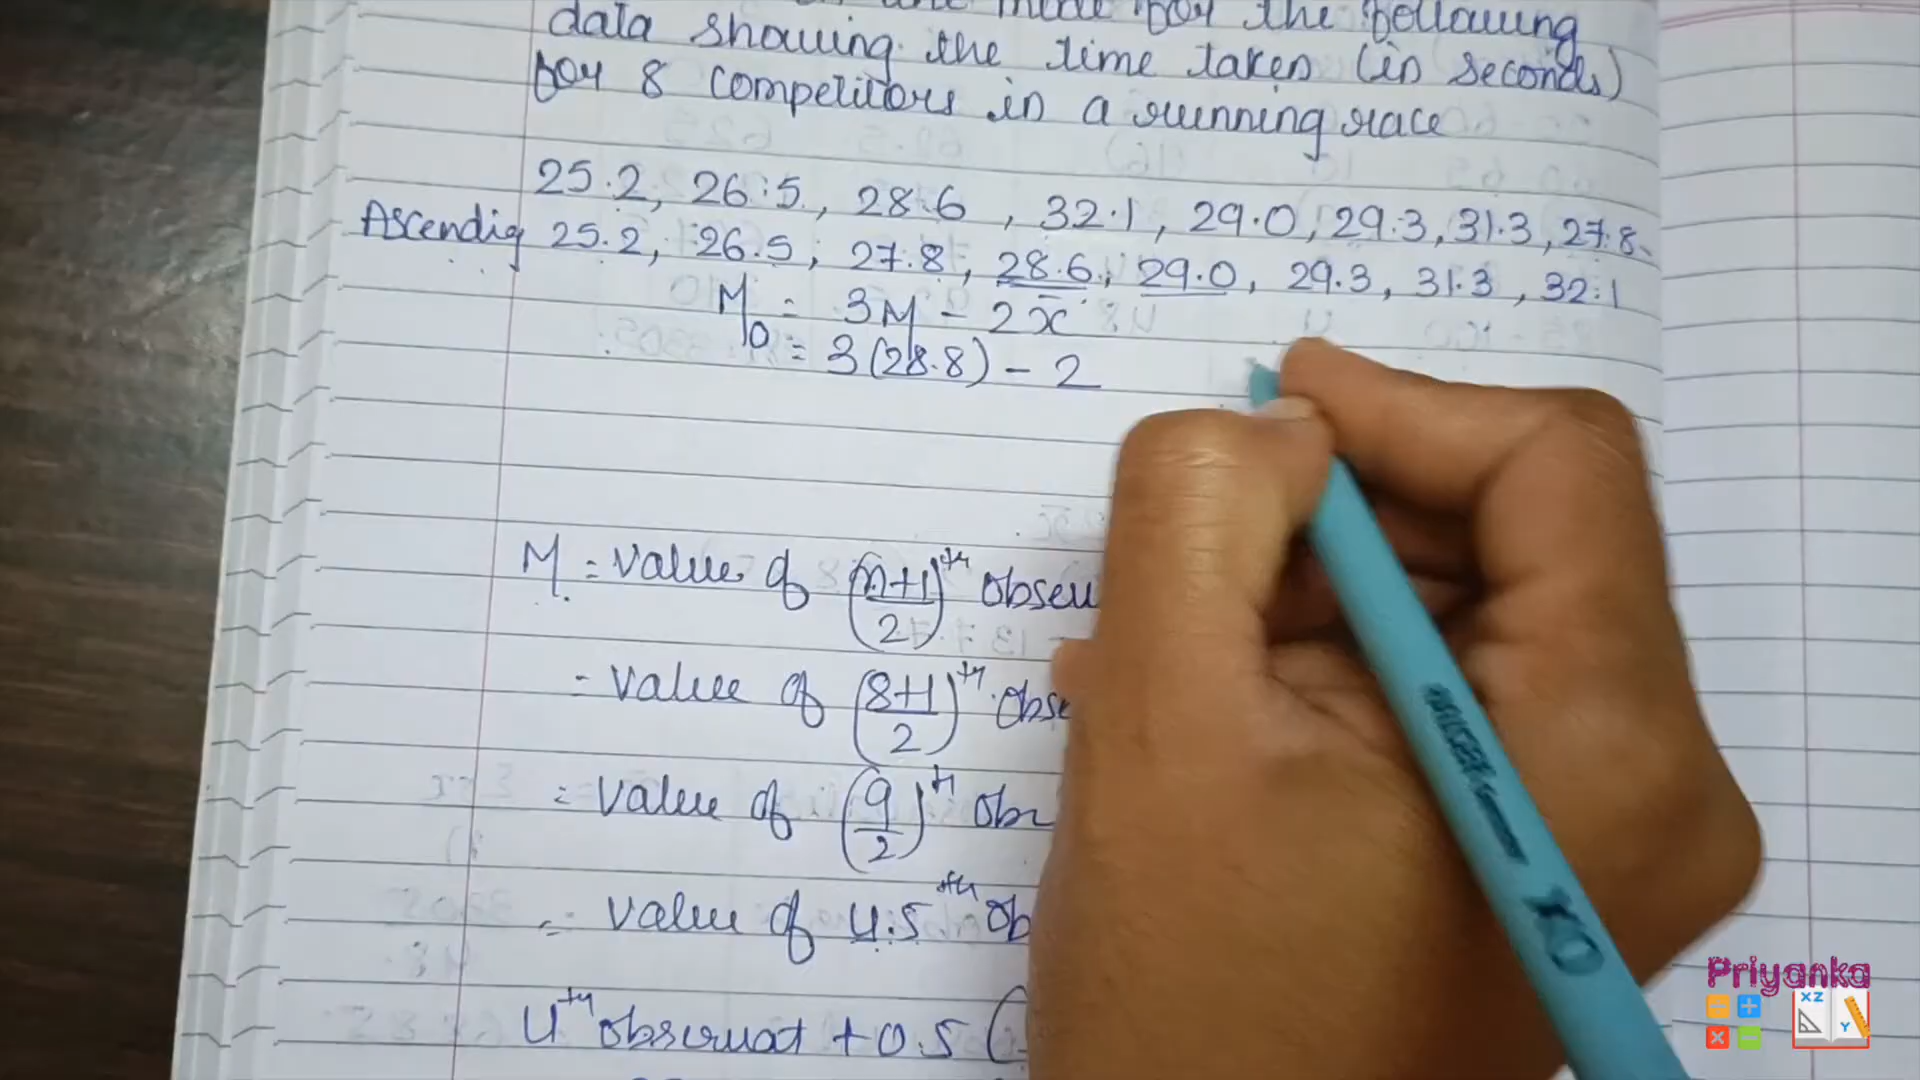 the following
data showing the time taken (in seconds)
for 8 competitors in a running race
25.2, 26.5, 28.6, 32.1, 29.0, 29.3, 31.3, 27.8
Ascendig 25.2, 26.5, 27.8, 28.6, 29.0, 29.3, 31.3, 32.1
M₀ = 3M - 2x̄
= 3(28.8) - 2
M = Value of (n+1/2)th
= Value of (8+1/2)th
= Value of (9/2)th
= Value of 4.5th
4th observat + 0.5 (
Priyanka
XZ
Y